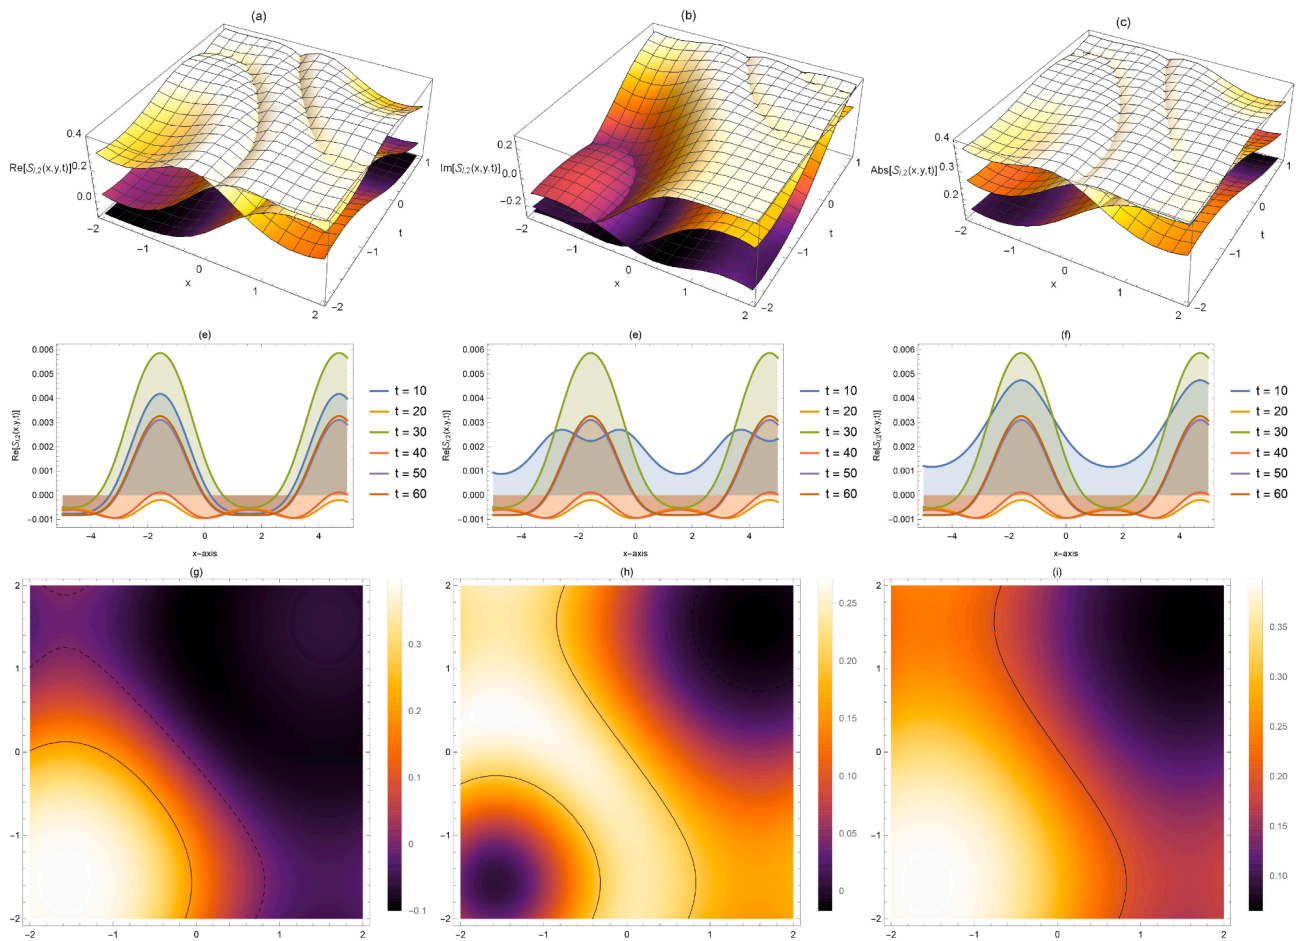 (a)
(b)
(c)
0.4
0.2
0.0
Re[S_{i,2}(x,y,t)]
−2
−1
0
1
2
x
1
0
−1
−2
t
0.2
0.0
−0.2
Im[S_{i,2}(x,y,t)]
−2
−1
0
1
2
x
1
0
−1
−2
t
0.4
0.3
0.2
Abs[S_{i,2}(x,y,t)]
−2
−1
0
1
2
x
1
0
−1
−2
t
(e)
0.006
0.005
0.004
0.003
0.002
0.001
0.000
−0.001
Re[S_{i,2}(x,y,t)]
−4
−2
0
2
4
x−axis
t = 10
t = 20
t = 30
t = 40
t = 50
t = 60
(e)
0.006
0.005
0.004
0.003
0.002
0.001
0.000
−0.001
Re[S_{i,2}(x,y,t)]
−4
−2
0
2
4
x−axis
t = 10
t = 20
t = 30
t = 40
t = 50
t = 60
(f)
0.006
0.005
0.004
0.003
0.002
0.001
0.000
−0.001
Re[S_{i,2}(x,y,t)]
−4
−2
0
2
4
x−axis
t = 10
t = 20
t = 30
t = 40
t = 50
t = 60
(g)
2
1
0
−1
−2
−2
−1
0
1
2
0.3
0.2
0.1
0
−0.1
(h)
2
1
0
−1
−2
−2
−1
0
1
2
0.25
0.20
0.15
0.10
0.05
0
(i)
2
1
0
−1
−2
−2
−1
0
1
2
0.35
0.30
0.25
0.20
0.15
0.10